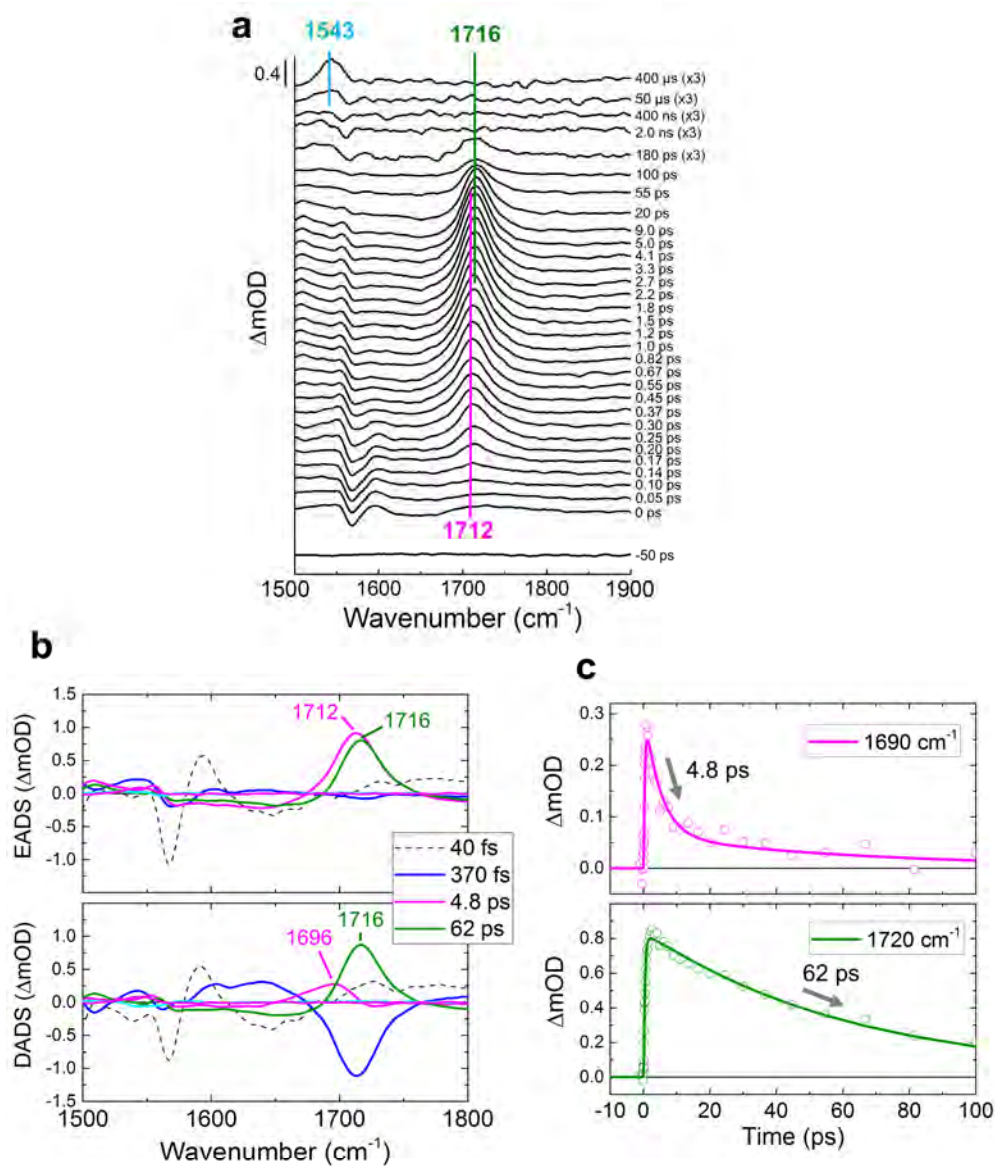 a
1543
1716
0.4
400 µs (x3)
50 µs (x3)
400 ns (x3)
2.0 ns (x3)
180 ps (x3)
100 ps
55 ps
20 ps
9.0 ps
5.0 ps
4.1 ps
3.3 ps
2.7 ps
2.2 ps
1.8 ps
1.5 ps
1.2 ps
1.0 ps
0.82 ps
0.67 ps
0.55 ps
0.45 ps
0.37 ps
0.30 ps
0.25 ps
0.20 ps
0.17 ps
0.14 ps
0.10 ps
0.05 ps
0 ps
-50 ps
ΔmOD
1712
1500 1600 1700 1800 1900
Wavenumber (cm⁻¹)
b
1.5
1.0
0.5
0.0
-0.5
-1.0
EADS (ΔmOD)
1712
1716
40 fs
370 fs
4.8 ps
62 ps
1.0
0.5
0.0
-0.5
-1.0
-1.5
DADS (ΔmOD)
1696
1716
1500 1600 1700 1800
Wavenumber (cm⁻¹)
c
0.3
0.2
0.1
0.0
ΔmOD
1690 cm⁻¹
4.8 ps
0.8
0.6
0.4
0.2
0.0
ΔmOD
1720 cm⁻¹
62 ps
-10 0 20 40 60 80 100
Time (ps)